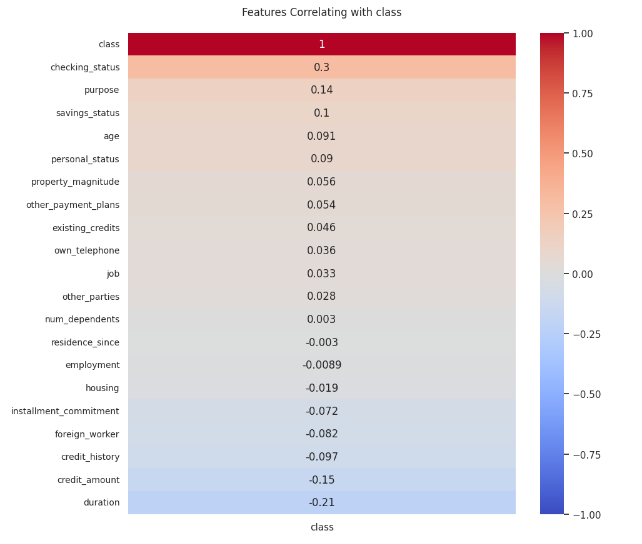 Features Correlating with class
class 1
checking_status 0.3
purpose 0.14
savings_status 0.1
age 0.091
personal_status 0.09
property_magnitude 0.056
other_payment_plans 0.054
existing_credits 0.046
own_telephone 0.036
job 0.033
other_parties 0.028
num_dependents 0.003
residence_since -0.003
employment -0.0089
housing -0.019
installment_commitment -0.072
foreign_worker -0.082
credit_history -0.097
credit_amount -0.15
duration -0.21
class
1.00
0.75
0.50
0.25
0.00
−0.25
−0.50
−0.75
−1.00